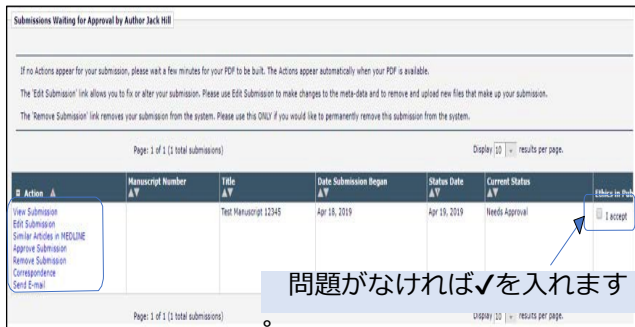 Submissions Waiting for Approval by Author Jack Hill
If no Actions appear for your submission, please wait a few minutes for your PDF to be built. The Actions appear automatically when your PDF is available.
The 'Edit Submission' link allows you to fix or alter your submission. Please use Edit Submission to make changes to the meta-data and to remove and upload new files that make up your submission.
The 'Remove Submission' link removes your submission from the system. Please use this ONLY if you would like to permanently remove this submission from the system.
Page: 1 of 1 (1 total submissions) Display 10 results per page.
Action Manuscript Number Title Date Submission Began Status Date Current Status Ethics in Pub
View Submission Test Manuscript 12345 Apr 18, 2019 Apr 19, 2019 Needs Approval I accept
Edit Submission
Similar Articles in MEDLINE
Approve Submission
Remove Submission
Correspondence
Send E-mail
問題がなければ✓を入れます
。
Page: 1 of 1 (1 total submissions) Display 10 results per page.